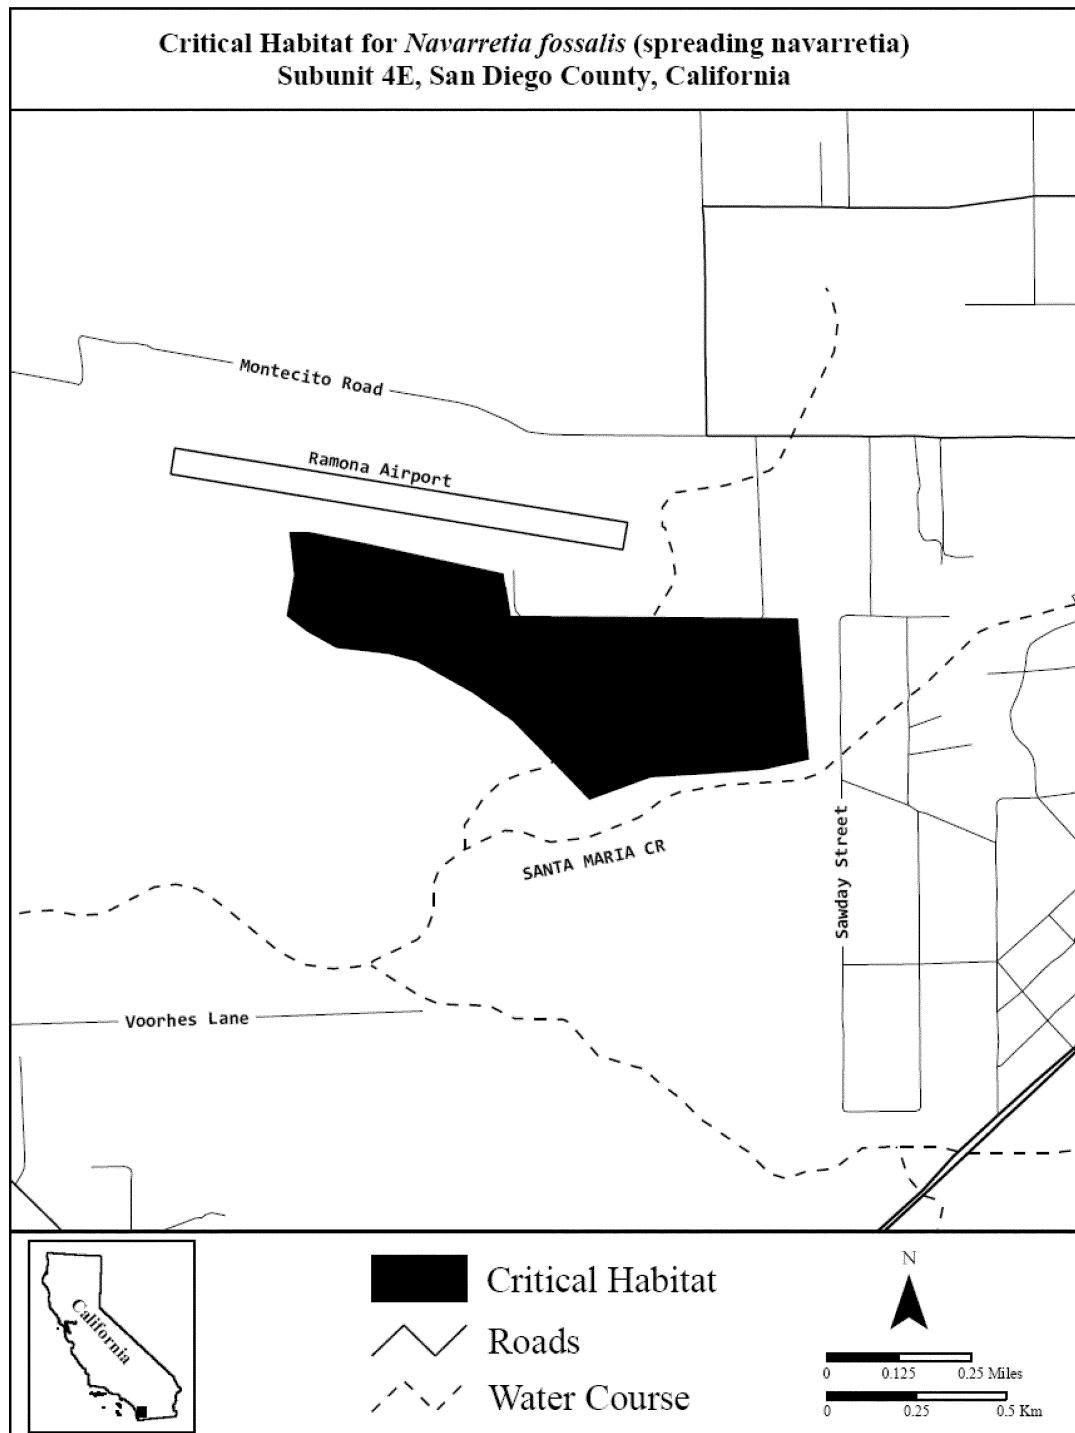 Critical Habitat for Navarretia fossalis (spreading navarretia)
Subunit 4E, San Diego County, California
Montecito Road
Ramona Airport
SANTA MARIA CR
Sawday Street
Voorhes Lane
California
Critical Habitat
Roads
Water Course
N
0 0.125 0.25 Miles
0 0.25 0.5 Km